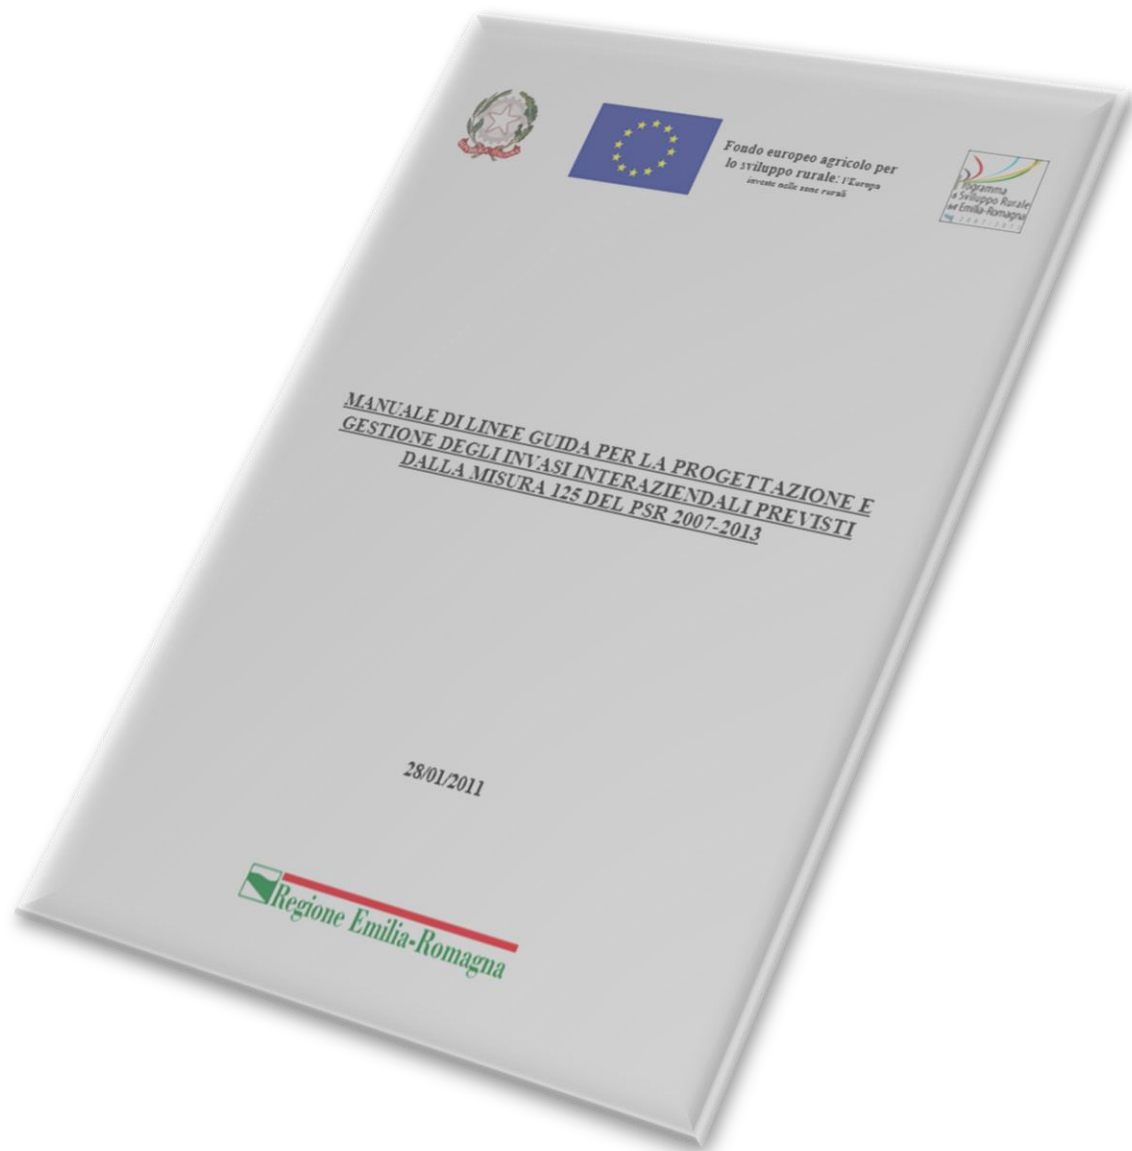 Fondo europeo agricolo per
lo sviluppo rurale: l'Europa
investe nelle zone rurali
Programma
Sviluppo Rurale
dell'Emilia-Romagna
2007-2013
MANUALE DI LINEE GUIDA PER LA PROGETTAZIONE E
GESTIONE DEGLI INVASI INTERAZIENDALI PREVISTI
DALLA MISURA 125 DEL PSR 2007-2013
28/01/2011
Regione Emilia-Romagna